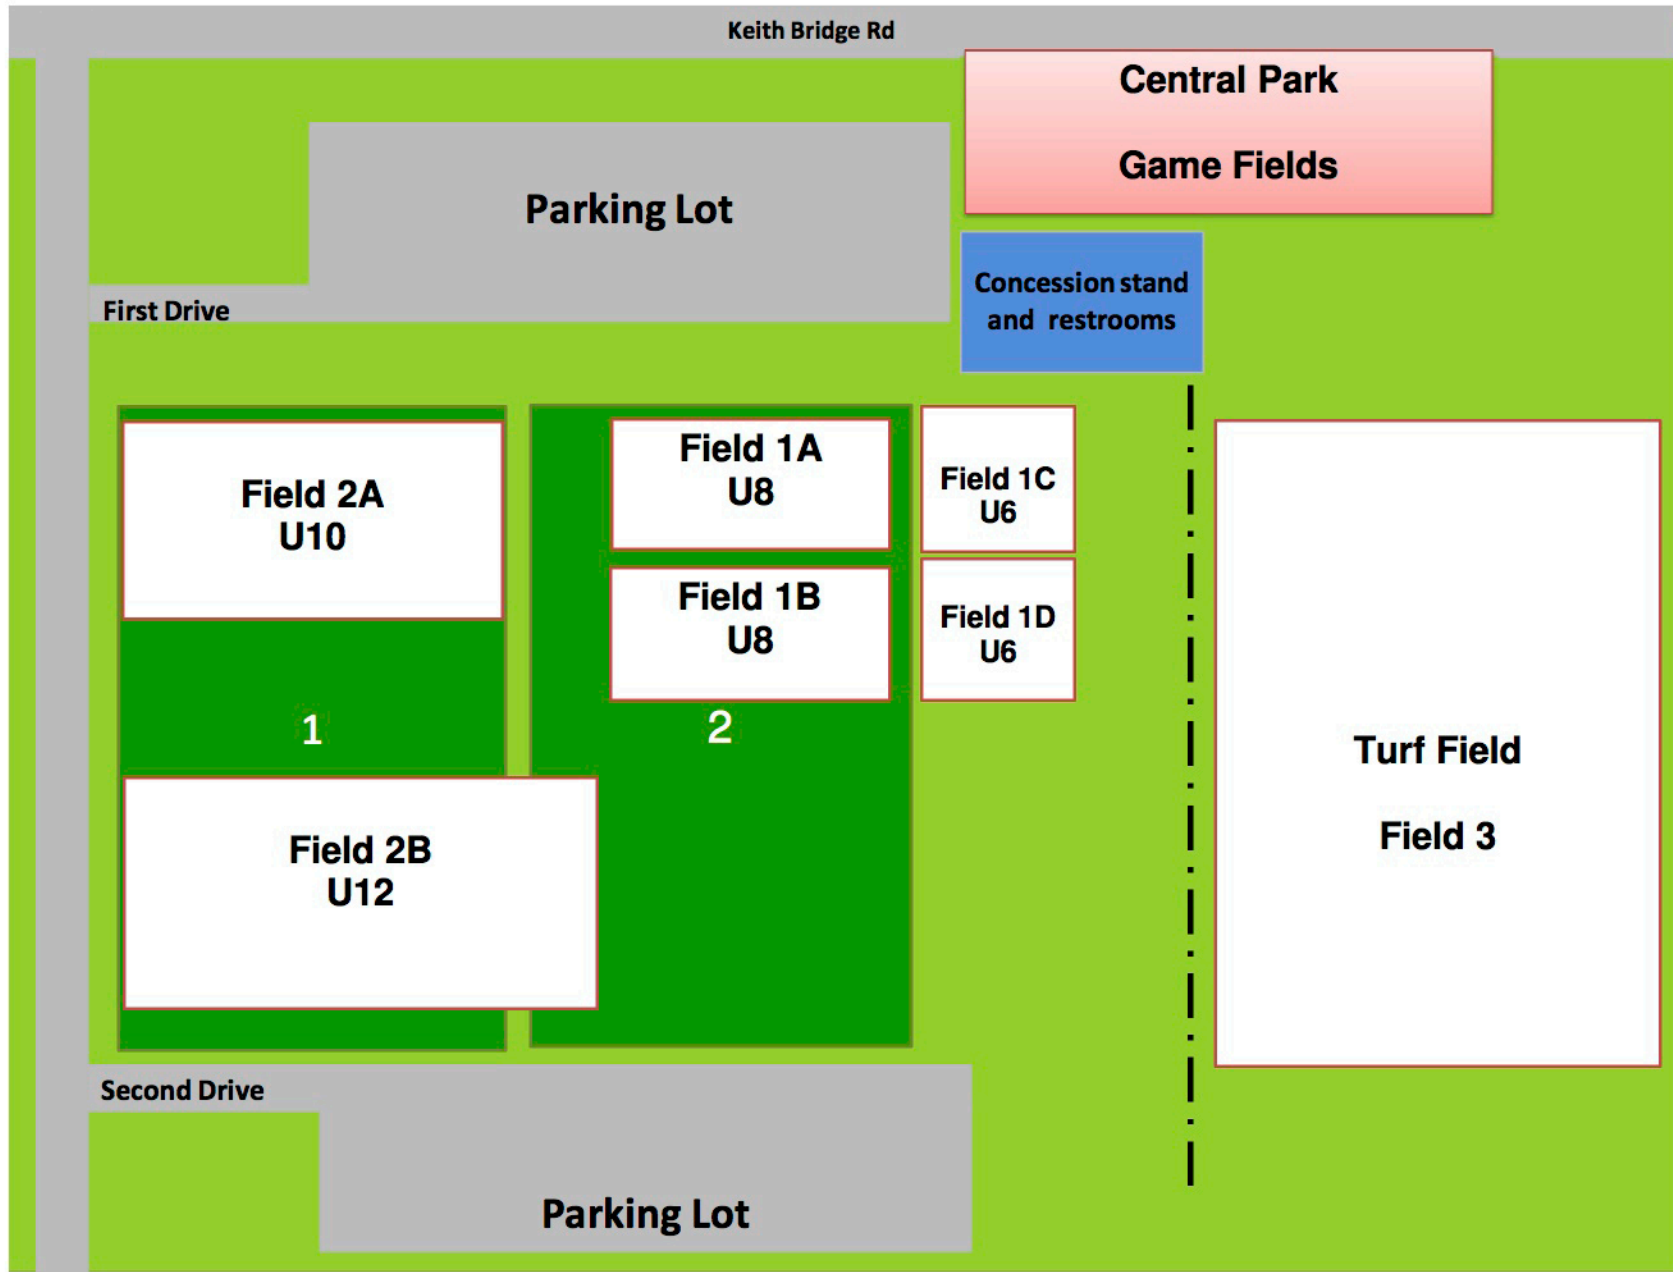 Keith Bridge Rd
Central Park
Game Fields
Parking Lot
Concession stand
and restrooms
First Drive
Field 2A
U10
Field 1A
U8
Field 1C
U6
Field 1B
U8
Field 1D
U6
1
2
Turf Field
Field 3
Field 2B
U12
Second Drive
Parking Lot